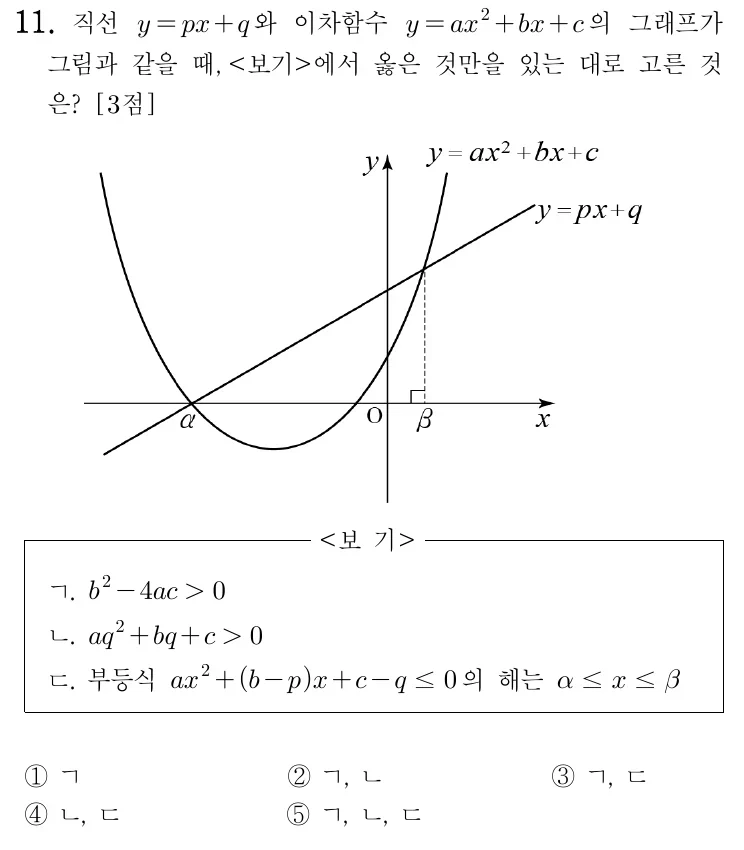 11. 직선 y=px+q와 이차함수 y=ax²+bx+c의 그래프가
그림과 같을 때, <보기>에서 옳은 것만을 있는 대로 고른 것
은? [3점]
y
y=ax²+bx+c
y=px+q
α
O
β
x
<보 기>
ㄱ. b²-4ac>0
ㄴ. aq²+bq+c>0
ㄷ. 부등식 ax²+(b-p)x+c-q≤0의 해는 α≤x≤β
① ㄱ ② ㄱ, ㄴ ③ ㄱ, ㄷ
④ ㄴ, ㄷ ⑤ ㄱ, ㄴ, ㄷ